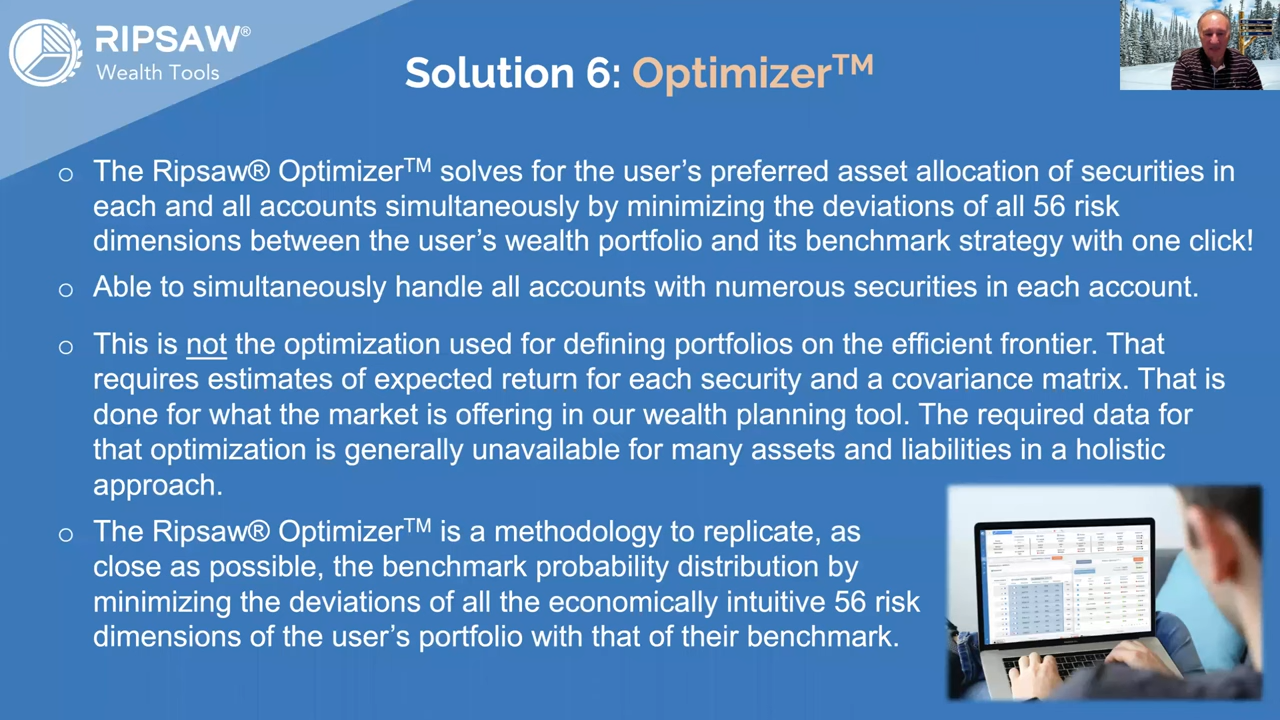 RIPSAW®
Wealth Tools
Solution 6: Optimizer™
o The Ripsaw® Optimizer™ solves for the user’s preferred asset allocation of securities in
each and all accounts simultaneously by minimizing the deviations of all 56 risk
dimensions between the user’s wealth portfolio and its benchmark strategy with one click!
o Able to simultaneously handle all accounts with numerous securities in each account.
o This is not the optimization used for defining portfolios on the efficient frontier. That
requires estimates of expected return for each security and a covariance matrix. That is
done for what the market is offering in our wealth planning tool. The required data for
that optimization is generally unavailable for many assets and liabilities in a holistic
approach.
o The Ripsaw® Optimizer™ is a methodology to replicate, as
close as possible, the benchmark probability distribution by
minimizing the deviations of all the economically intuitive 56 risk
dimensions of the user’s portfolio with that of their benchmark.